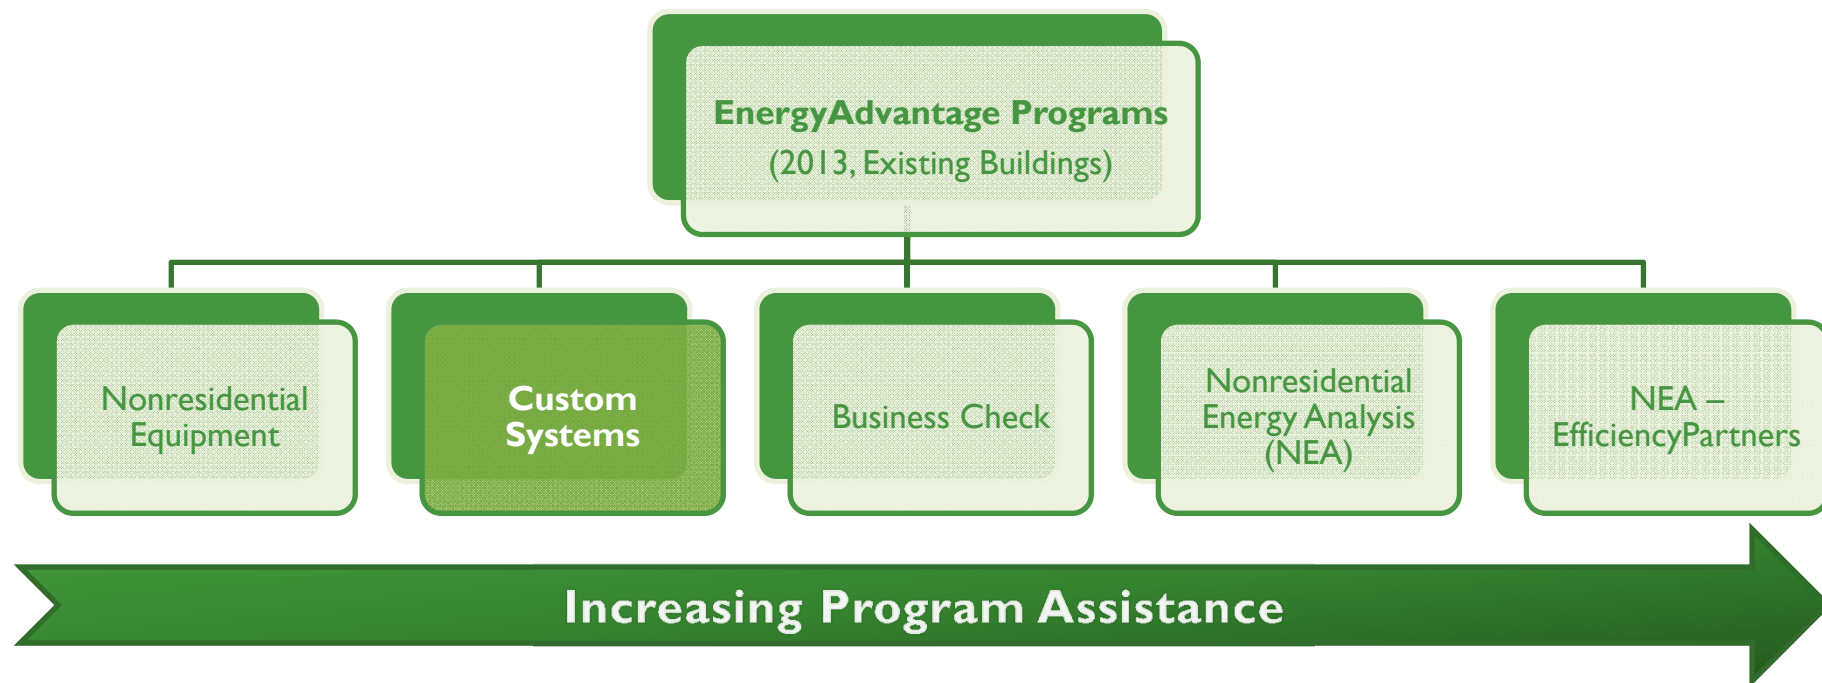 EnergyAdvantage Programs
(2013, Existing Buildings)
Nonresidential
Equipment
Custom
Systems
Business Check
Nonresidential
Energy Analysis
(NEA)
NEA –
EfficiencyPartners
Increasing Program Assistance